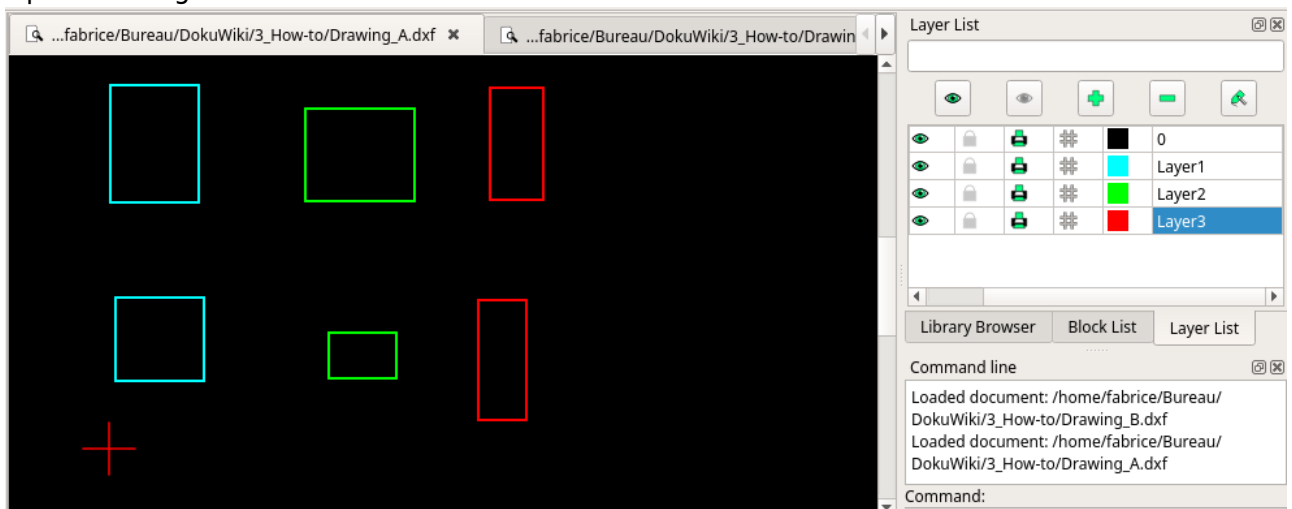 ...fabrice/Bureau/DokuWiki/3_How-to/Drawing_A.dxf
...fabrice/Bureau/DokuWiki/3_How-to/Drawin
Layer List
0
Layer1
Layer2
Layer3
Library Browser
Block List
Layer List
Command line
Loaded document: /home/fabrice/Bureau/
DokuWiki/3_How-to/Drawing_B.dxf
Loaded document: /home/fabrice/Bureau/
DokuWiki/3_How-to/Drawing_A.dxf
Command: